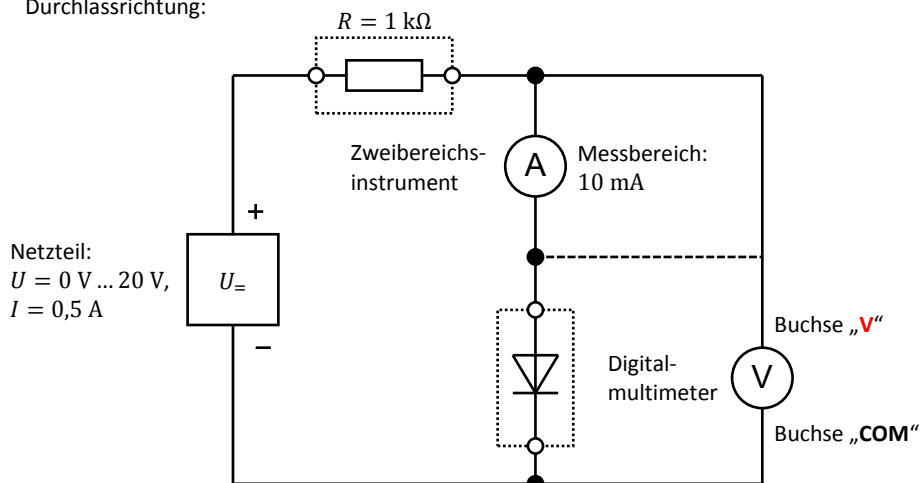 Durchlassrichtung:
R = 1 kΩ
Zweibereichs-
instrument
A
Messbereich:
10 mA
+
Netzteil:
U = 0 V … 20 V,
I = 0,5 A
U=
−
Digital-
multimeter
Buchse „V“
V
Buchse „COM“